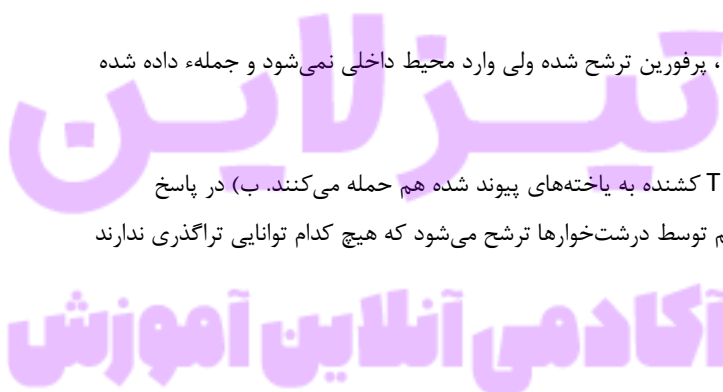 ، پرفورین ترشح شده ولی وارد محیط داخلی نمی‌شود و جملهٔ داده شده
تیزلاین
T کشنده به یاخته‌های پیوند شده هم حمله می‌کنند. ب) در پاسخ
م توسط درشت‌خوارها ترشح می‌شود که هیچ کدام توانایی تراگذری ندارند
آکادمی آنلاین آموزش